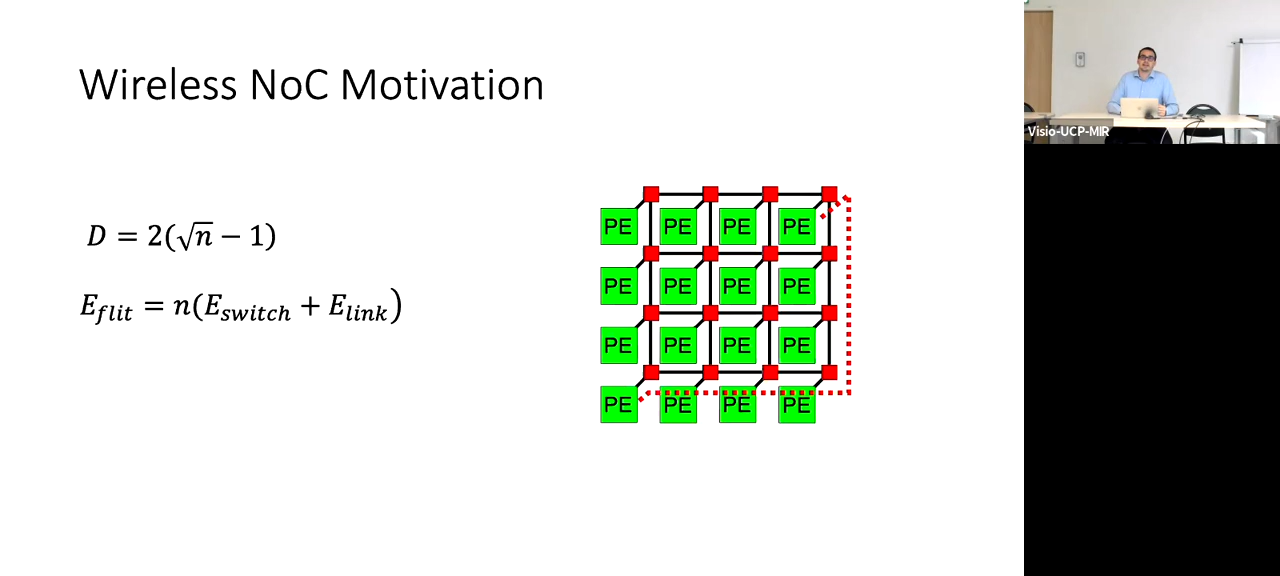 Wireless NoC Motivation
D = 2(√n − 1)
E_flit = n(E_switch + E_link)
PE PE PE PE
PE PE PE PE
PE PE PE PE
PE PE PE PE
Visio-UCP-MIR